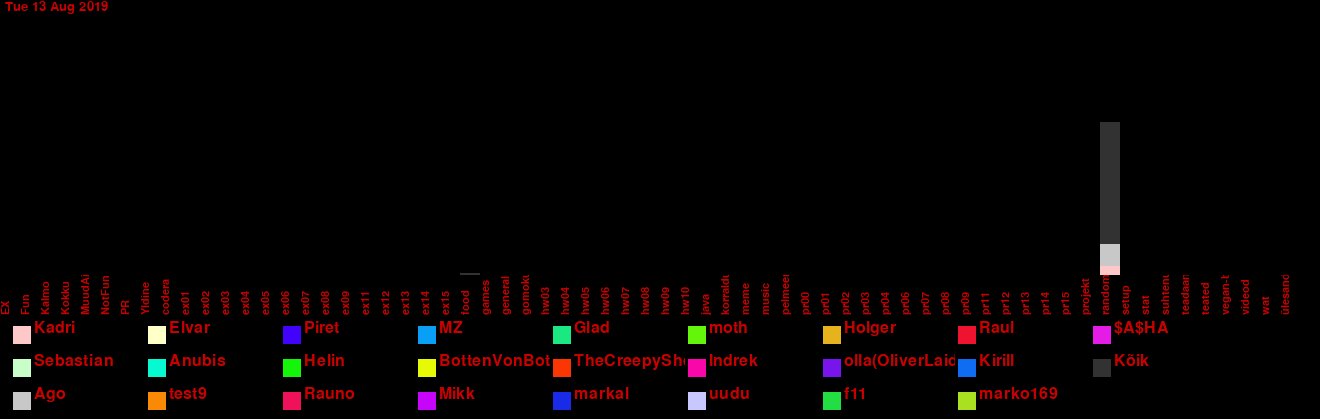 Tue 13 Aug 2019
EX
Fun
Kalmo
Kokku
MuudAi
NotFun
PR
Yldine
codera
ex01
ex02
ex03
ex04
ex05
ex06
ex07
ex08
ex09
ex11
ex12
ex13
ex14
ex15
food
games
general
gomoku
hw03
hw04
hw05
hw06
hw07
hw08
hw09
hw10
java
korraldu
meme
music
pelmeer
pr00
pr01
pr02
pr03
pr04
pr06
pr07
pr08
pr09
pr11
pr12
pr13
pr14
pr15
projekt
random
setup
stat
suhtenu
teadaan
teated
vegan-t
videod
wat
ülesand
Kadri Elvar Piret MZ Glad moth Holger Raul $A$HA
Sebastian Anubis Helin BottenVonBot TheCreepySh Indrek olla(OliverLaid Kirill Kõik
Ago test9 Rauno Mikk markal uudu f11 marko169